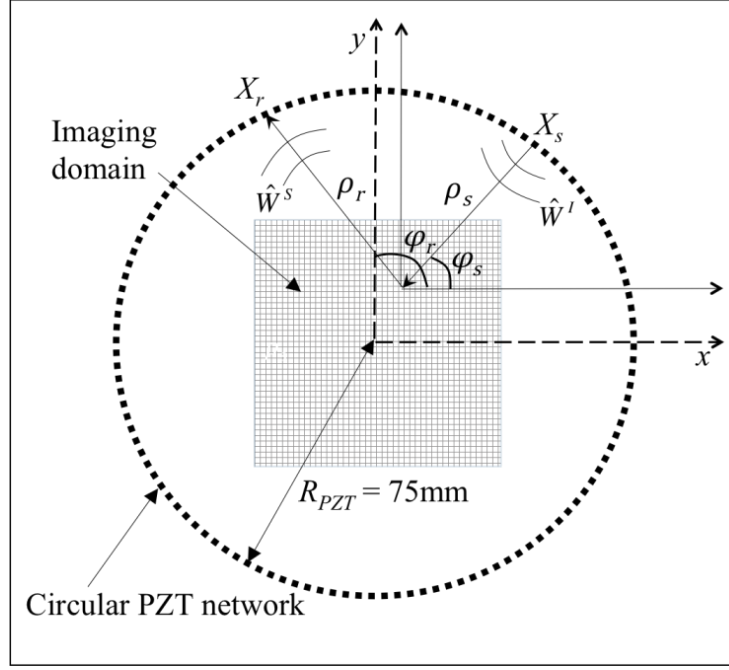 y
X_r
X_s
Imaging
domain
Ŵ^S
ρ_r
ρ_s
Ŵ^I
φ_r
φ_s
x
R_PZT = 75mm
Circular PZT network